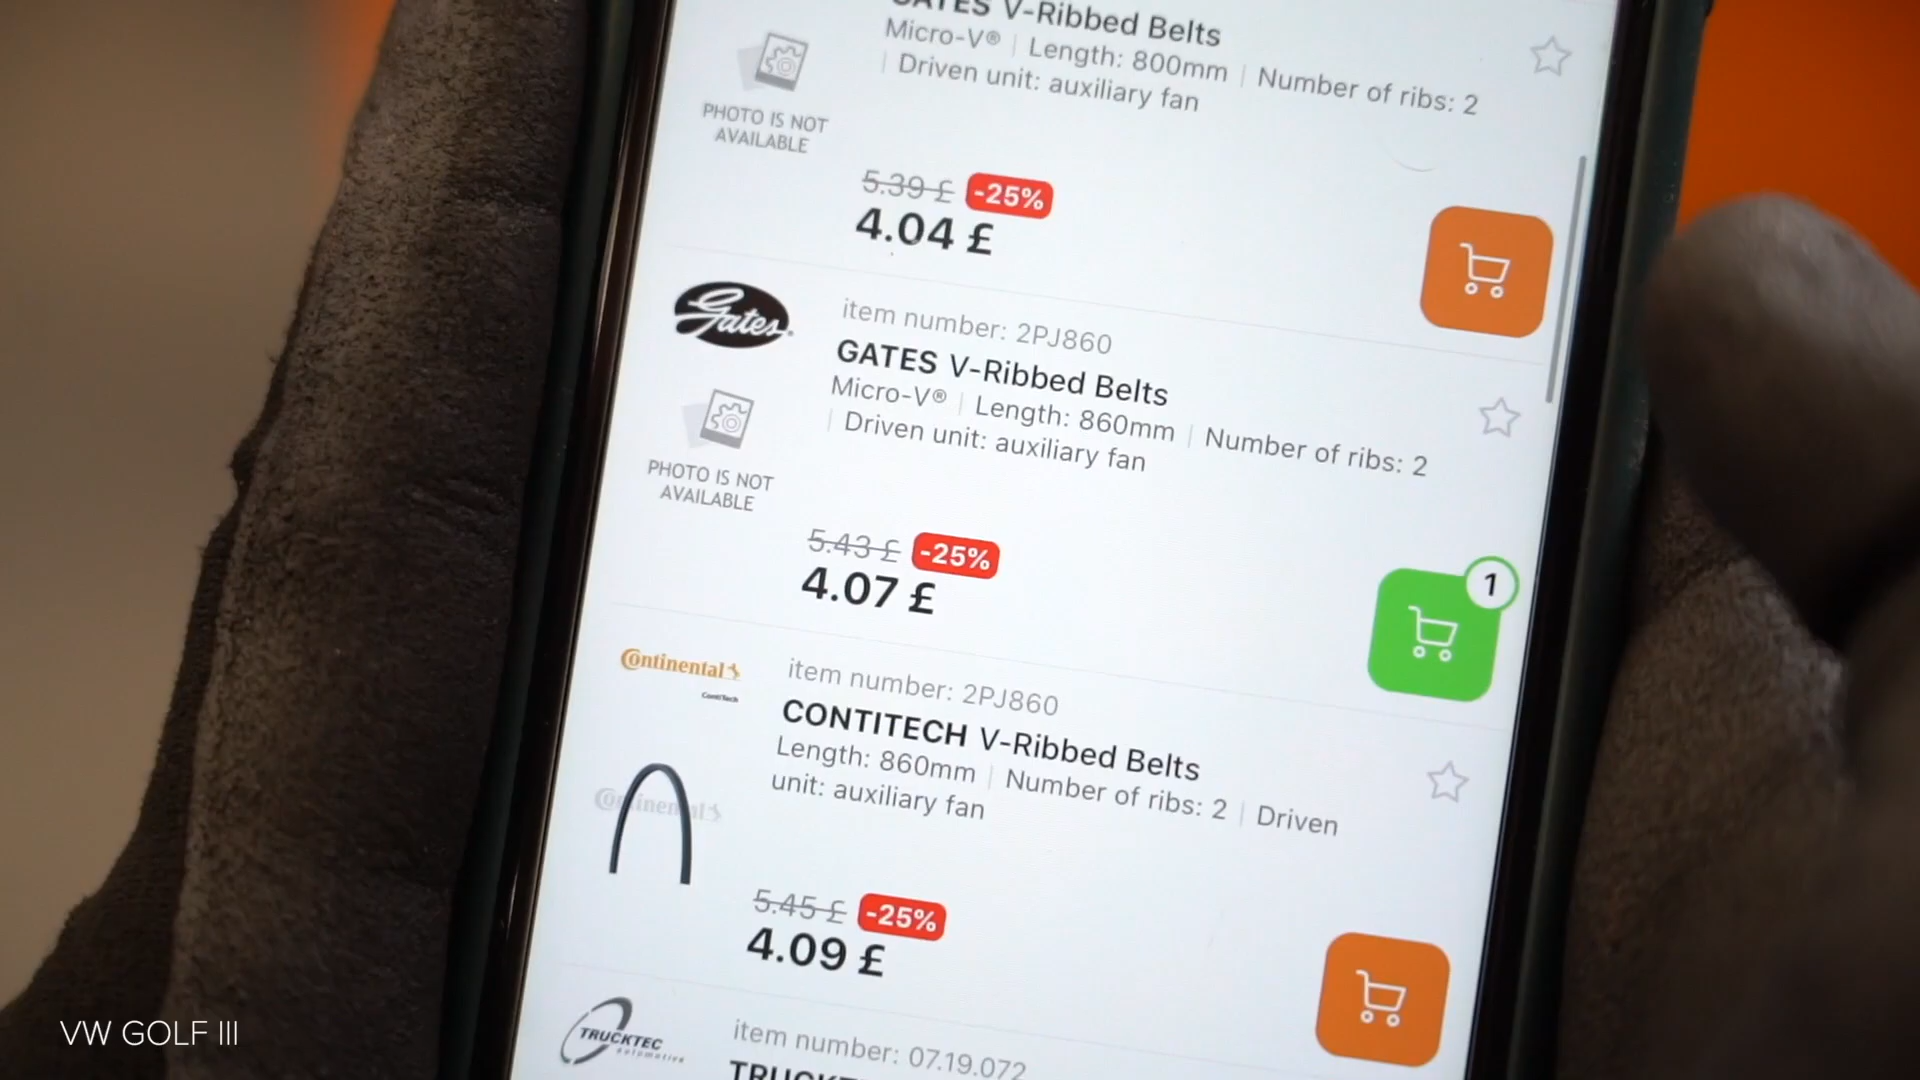 GATES V-Ribbed Belts
Micro-V® | Length: 800mm | Number of ribs: 2
| Driven unit: auxiliary fan
PHOTO IS NOT
AVAILABLE
5.39 £ -25%
4.04 £
Gates
item number: 2PJ860
GATES V-Ribbed Belts
Micro-V® | Length: 860mm | Number of ribs: 2
| Driven unit: auxiliary fan
PHOTO IS NOT
AVAILABLE
5.43 £ -25%
4.07 £
1
Continental
ContiTech
item number: 2PJ860
CONTITECH V-Ribbed Belts
Length: 860mm | Number of ribs: 2 | Driven
unit: auxiliary fan
Continental
5.45 £ -25%
4.09 £
TRUCKTEC
automotive
item number: 07.19.072
VW GOLF III